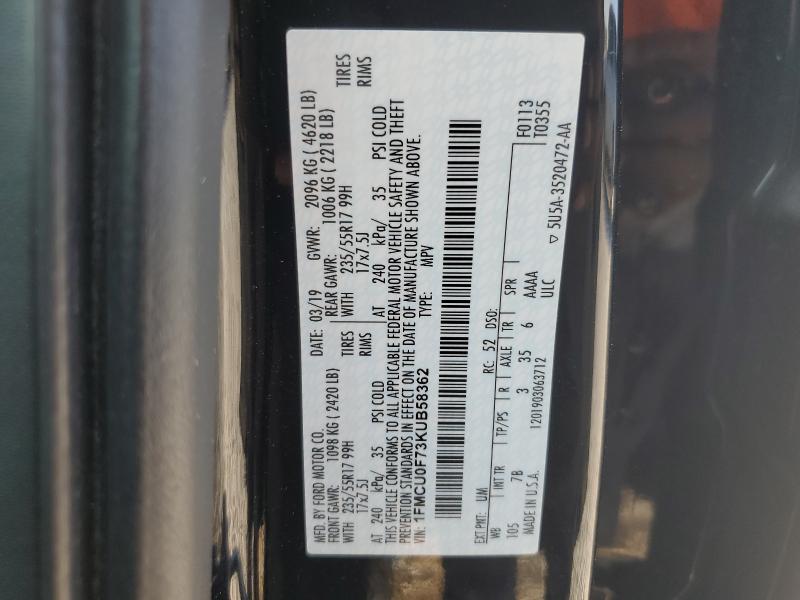 MFD. BY FORD MOTOR CO.
DATE: 03/19 GVWR: 2096 KG ( 4620 LB)
FRONT GAWR: 1098 KG ( 2420 LB) REAR GAWR: 1006 KG ( 2218 LB)
WITH 235/55R17 99H TIRES WITH 235/55R17 99H TIRES
17x7.5J RIMS 17x7.5J RIMS
AT 240 kPa/ 35 PSI COLD AT 240 kPa/ 35 PSI COLD
THIS VEHICLE CONFORMS TO ALL APPLICABLE FEDERAL MOTOR VEHICLE SAFETY AND THEFT
PREVENTION STANDARDS IN EFFECT ON THE DATE OF MANUFACTURE SHOWN ABOVE.
VIN: 1FMCU0F73KUB58362 TYPE: MPV
EXT PNT: UM RC: 52 DSO: F0113
WB INT TR TP/PS R AXLE TR SPR T0355
105 7B 3 35 6 AAAA
MADE IN U.S.A. 1201903063712 ULC
▽ 5U5A-3520472-AA